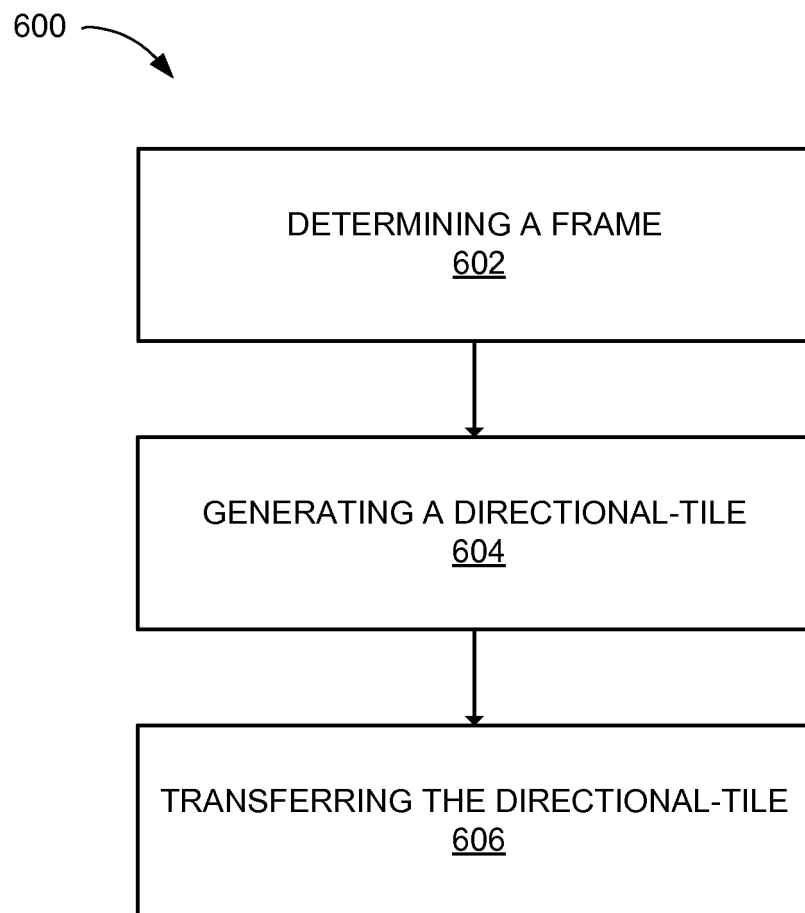 600
DETERMINING A FRAME
602
GENERATING A DIRECTIONAL-TILE
604
TRANSFERRING THE DIRECTIONAL-TILE
606